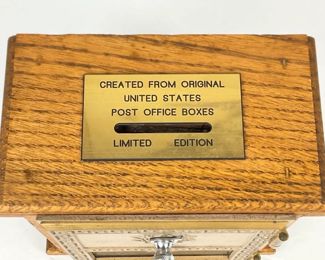 CREATED FROM ORIGINAL
UNITED STATES
POST OFFICE BOXES
LIMITED EDITION